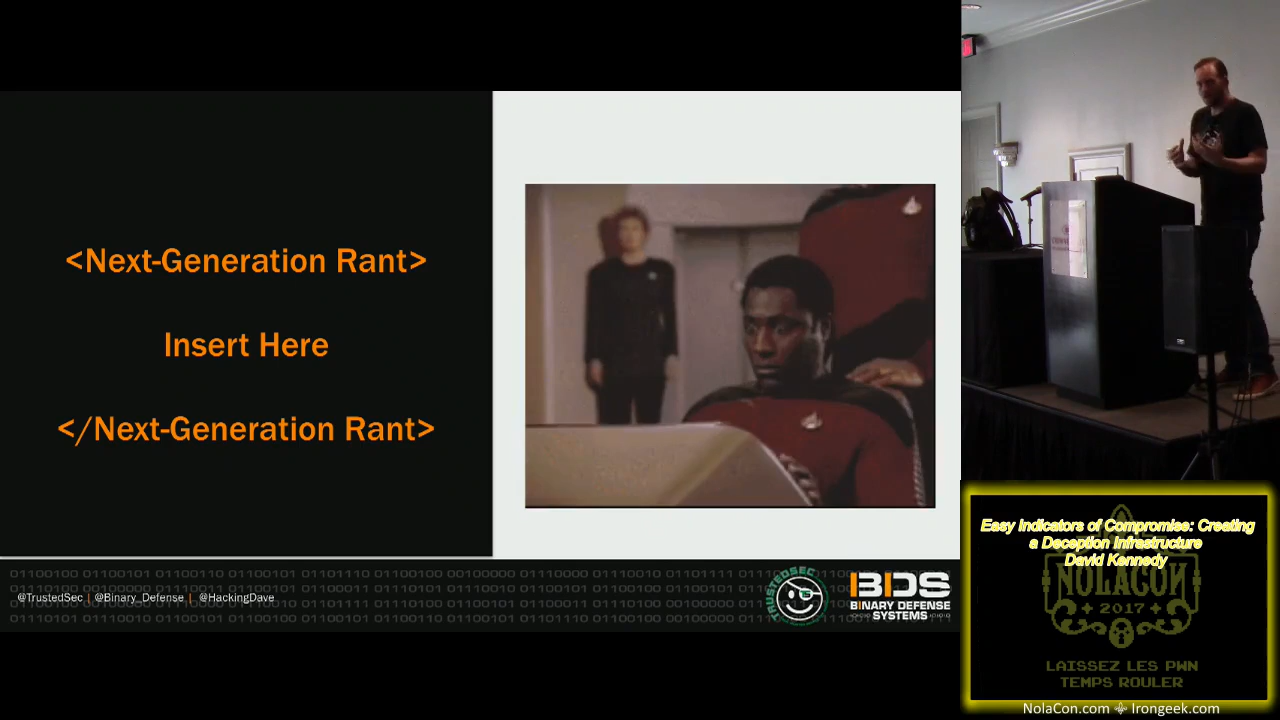 <Next-Generation Rant>
Insert Here
</Next-Generation Rant>
@TrustedSec | @Binary_Defense | @HackingDave
TRUSTEDSEC
BDS
BINARY DEFENSE
SYSTEMS
Easy Indicators of Compromise: Creating
a Deception Infrastructure
David Kennedy
NOLACON
2017
LAISSEZ LES PWN
TEMPS ROULER
NolaCon.com Irongeek.com